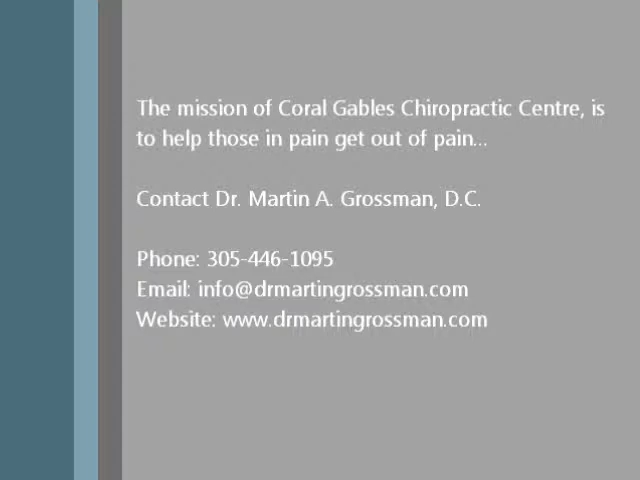 The mission of Coral Gables Chiropractic Centre, is
to help those in pain get out of pain...
Contact Dr. Martin A. Grossman, D.C.
Phone: 305-446-1095
Email: info@drmartingrossman.com
Website: www.drmartingrossman.com